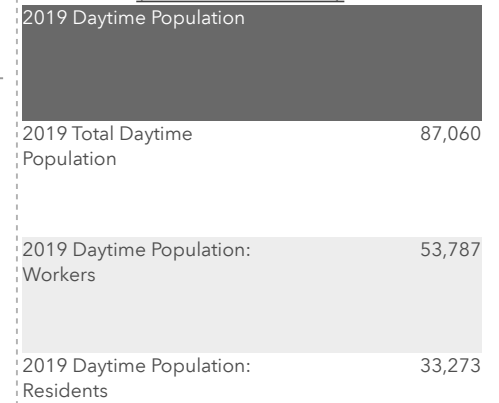 2019 Daytime Population
2019 Total Daytime Population 87,060
2019 Daytime Population: Workers 53,787
2019 Daytime Population: Residents 33,273